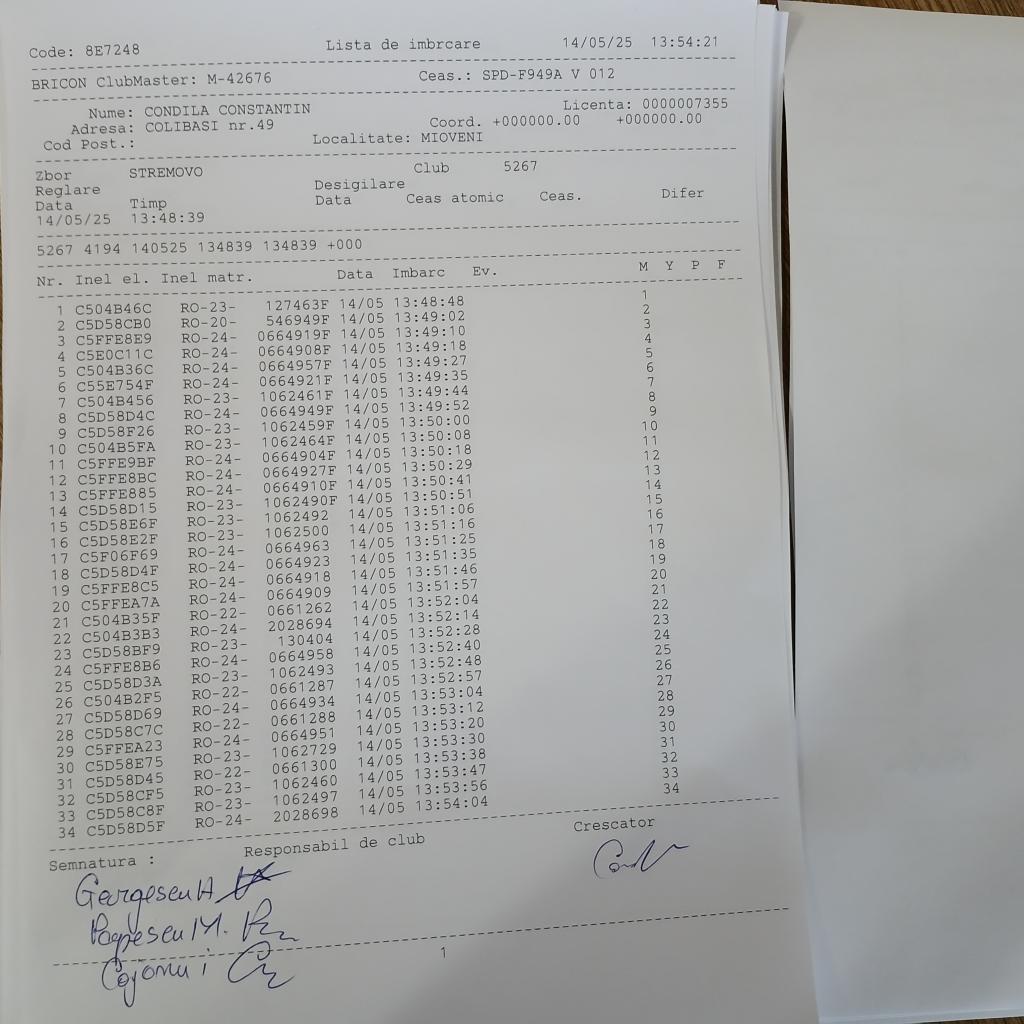 Code: 8E7248 Lista de imbrcare 14/05/25 13:54:21
BRICON ClubMaster: M-42676 Ceas.: SPD-F949A V 012
Nume: CONDILA CONSTANTIN Licenta: 0000007355
Adresa: COLIBASI nr.49 Coord. +000000.00 +000000.00
Cod Post.: Localitate: MIOVENI
Zbor STREMOVO Club 5267
Reglare Desigilare
Data Timp Data Ceas atomic Ceas. Difer
14/05/25 13:48:39
5267 4194 140525 134839 134839 +000
Nr. Inel el. Inel matr. Data Imbarc Ev. M Y P F
1 C504B46C RO-23- 127463F 14/05 13:48:48 1
2 C5D58CB0 RO-20- 546949F 14/05 13:49:02 2
3 C5FFE8E9 RO-24- 0664919F 14/05 13:49:10 3
4 C5E0C11C RO-24- 0664908F 14/05 13:49:18 4
5 C504B36C RO-24- 0664957F 14/05 13:49:27 5
6 C55E754F RO-24- 0664921F 14/05 13:49:35 6
7 C504B456 RO-23- 1062461F 14/05 13:49:44 7
8 C5D58D4C RO-24- 0664949F 14/05 13:49:52 8
9 C5D58F26 RO-23- 1062459F 14/05 13:50:00 9
10 C504B5FA RO-23- 1062464F 14/05 13:50:08 10
11 C5FFE9BF RO-24- 0664904F 14/05 13:50:18 11
12 C5FFE8BC RO-24- 0664927F 14/05 13:50:29 12
13 C5FFE885 RO-24- 0664910F 14/05 13:50:41 13
14 C5D58D15 RO-23- 1062490F 14/05 13:50:51 14
15 C5D58E6F RO-23- 1062492 14/05 13:51:06 15
16 C5D58E2F RO-23- 1062500 14/05 13:51:16 16
17 C5F06F69 RO-24- 0664963 14/05 13:51:25 17
18 C5D58D4F RO-24- 0664923 14/05 13:51:35 18
19 C5FFE8C5 RO-24- 0664918 14/05 13:51:46 19
20 C5FFEA7A RO-24- 0664909 14/05 13:51:57 20
21 C504B35F RO-22- 0661262 14/05 13:52:04 21
22 C504B3B3 RO-24- 2028694 14/05 13:52:14 22
23 C5D58BF9 RO-23- 130404 14/05 13:52:28 23
24 C5FFE8B6 RO-24- 0664958 14/05 13:52:40 24
25 C5D58D3A RO-23- 1062493 14/05 13:52:48 25
26 C504B2F5 RO-22- 0661287 14/05 13:52:57 26
27 C5D58D69 RO-24- 0664934 14/05 13:53:04 27
28 C5D58C7C RO-22- 0661288 14/05 13:53:12 28
29 C5FFEA23 RO-24- 0664951 14/05 13:53:20 29
30 C5D58E75 RO-23- 1062729 14/05 13:53:30 30
31 C5D58D45 RO-22- 0661300 14/05 13:53:38 31
32 C5D58CF5 RO-23- 1062460 14/05 13:53:47 32
33 C5D58C8F RO-23- 1062497 14/05 13:53:56 33
34 C5D58D5F RO-24- 2028698 14/05 13:54:04 34
Semnatura : Responsabil de club Crescator
Popescu M.
1